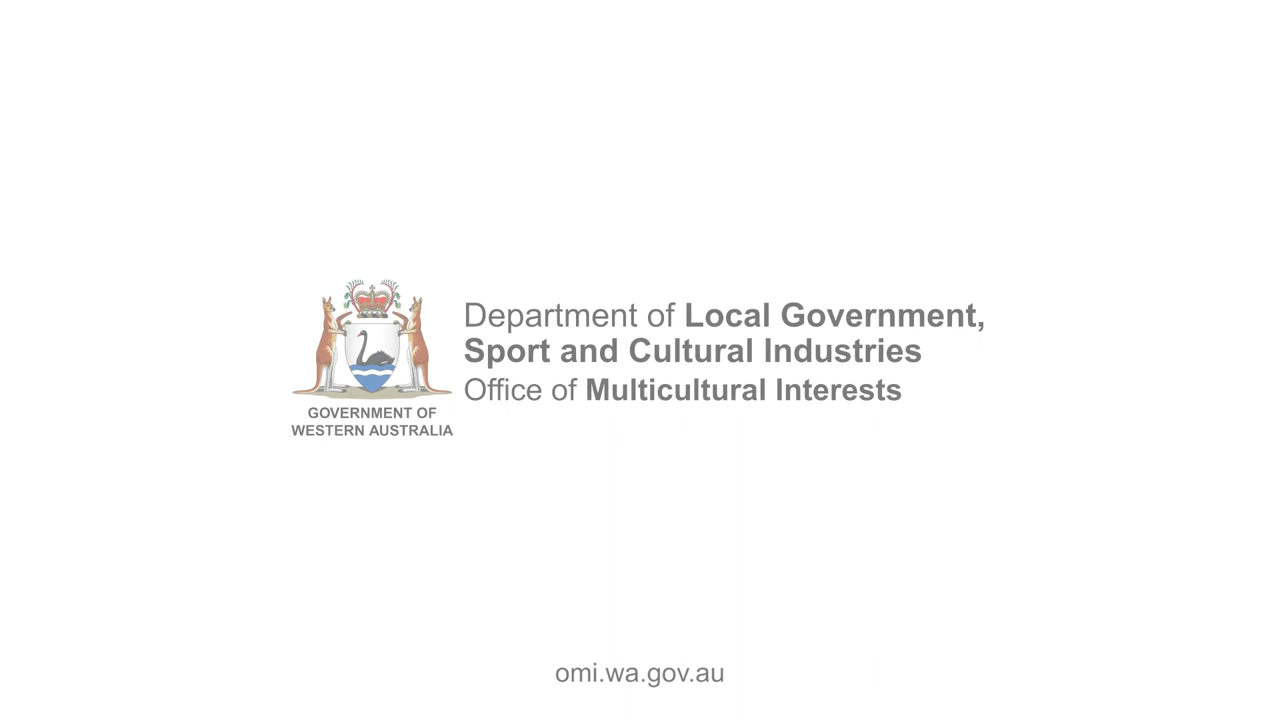 Department of Local Government,
Sport and Cultural Industries
Office of Multicultural Interests
GOVERNMENT OF
WESTERN AUSTRALIA
omi.wa.gov.au